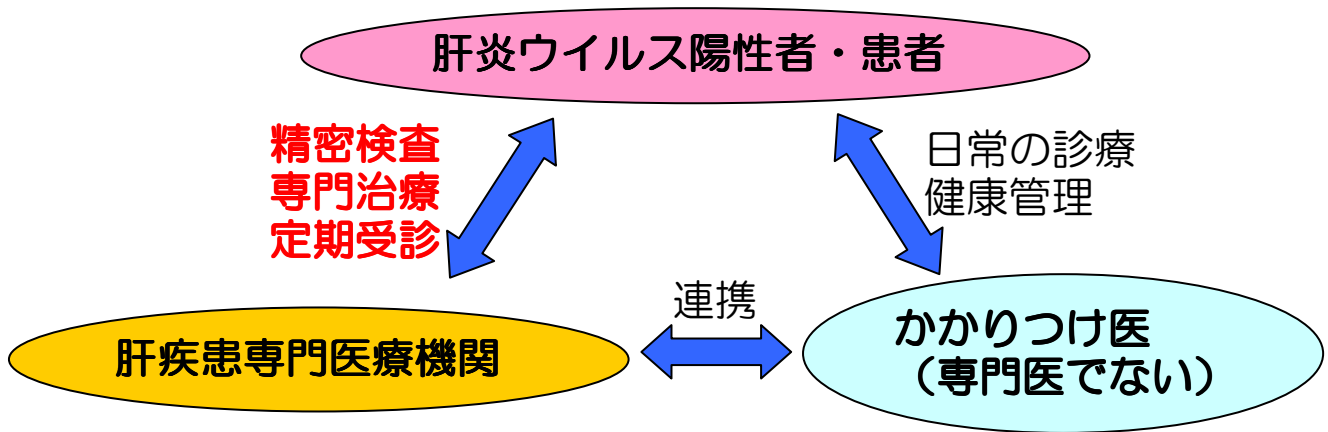 肝炎ウイルス陽性者・患者
精密検査
専門治療
定期受診
日常の診療
健康管理
連携
肝疾患専門医療機関
かかりつけ医
（専門医でない）